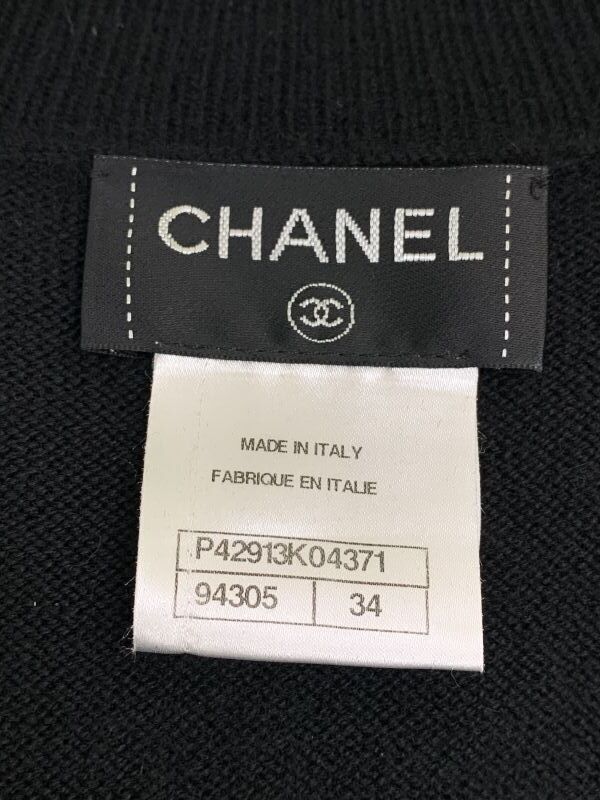 CHANEL
MADE IN ITALY
FABRIQUE EN ITALIE
P42913K04371
94305 34